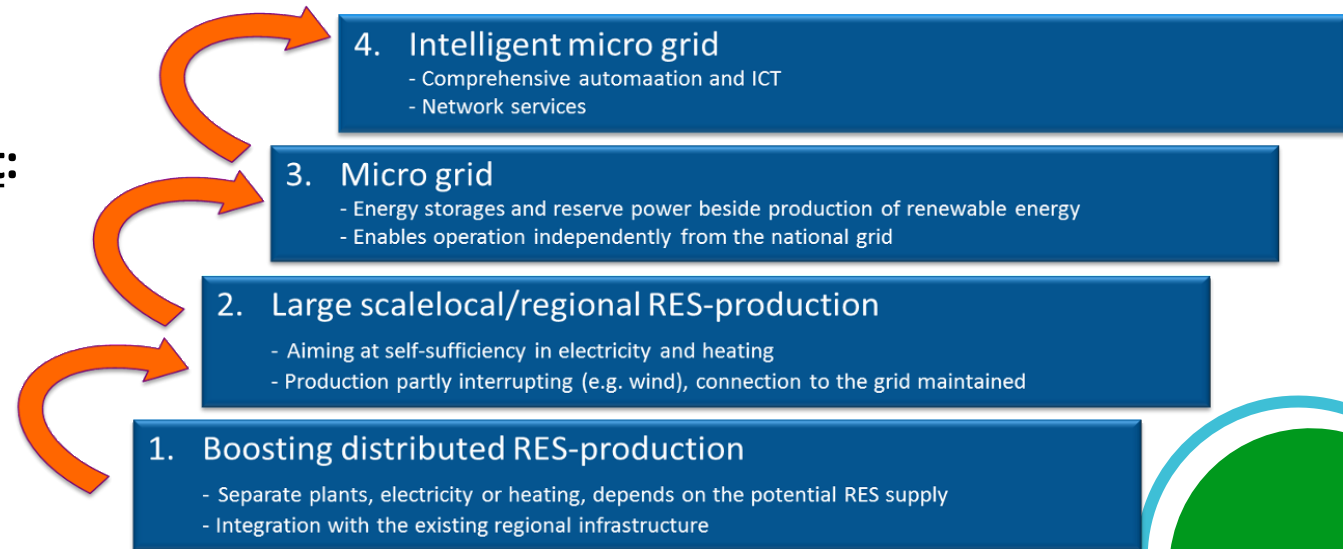 4. Intelligent micro grid
- Comprehensive automaation and ICT
- Network services
3. Micro grid
- Energy storages and reserve power beside production of renewable energy
- Enables operation independently from the national grid
2. Large scalelocal/regional RES-production
- Aiming at self-sufficiency in electricity and heating
- Production partly interrupting (e.g. wind), connection to the grid maintained
1. Boosting distributed RES-production
- Separate plants, electricity or heating, depends on the potential RES supply
- Integration with the existing regional infrastructure